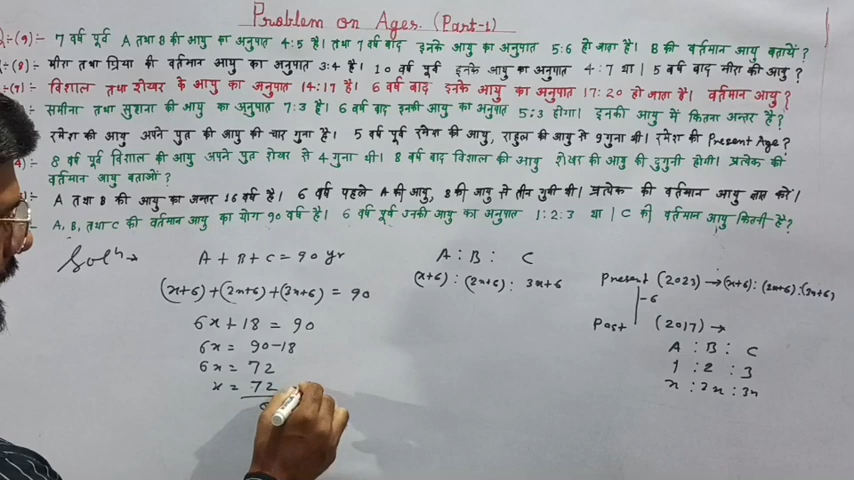 Problem on Ages. (Part-1)
(9):- 7 वर्ष पूर्व A तथा B की आयु का अनुपात 4:5 है। तथा 7 वर्ष बाद इनके आयु का अनुपात 5:6 हो जाता है। B की वर्तमान आयु बतायें ?
(8):- मीरा तथा प्रिया की वर्तमान आयु का अनुपात 3:4 है। 10 वर्ष पूर्व इनके आयु का अनुपात 4:7 था। 5 वर्ष बाद मीरा की आयु ?
(7):- विशाल तथा शेखर के आयु का अनुपात 14:17 है। 6 वर्ष बाद इनके आयु का अनुपात 17:20 हो जाता है। वर्तमान आयु ?
:- समीना तथा सुहाना की आयु का अनुपात 7:3 है। 6 वर्ष बाद इनकी आयु का अनुपात 5:3 होगा। इनकी आयु में कितना अन्तर है?
रमेश की आयु अपने पुत्र की आयु की चार गुना है। 5 वर्ष पूर्व रमेश की आयु, राहुल की आयु से 9 गुना थी। रमेश की Present Age?
4):- 8 वर्ष पूर्व विशाल की आयु अपने पुत्र शेखर से 4 गुना थी। 8 वर्ष बाद विशाल की आयु शेखर की आयु की दुगुनी होगी। प्रत्येक की
वर्तमान आयु बताओं ?
:- A तथा B की आयु का अन्तर 16 वर्ष है। 6 वर्ष पहले A की आयु, B की आयु से तीन गुनी थी। प्रत्येक की वर्तमान आयु ज्ञात करें।
:- A, B, तथा C की वर्तमान आयु का योग 90 वर्ष है। 6 वर्ष पूर्व उनकी आयु का अनुपात 1:2:3 था। C की वर्तमान आयु कितनी है?
Solⁿ→
A + B + C = 90 yr
(x+6) + (2x+6) + (3x+6) = 90
6x + 18 = 90
6x = 90-18
6x = 72
x = 72
A : B : C
(x+6) : (2x+6) : 3x+6
Present (2023) → (x+6) : (2x+6) : (3x+6)
-6
Past (2017) →
A : B : C
1 : 2 : 3
x : 2x : 3x